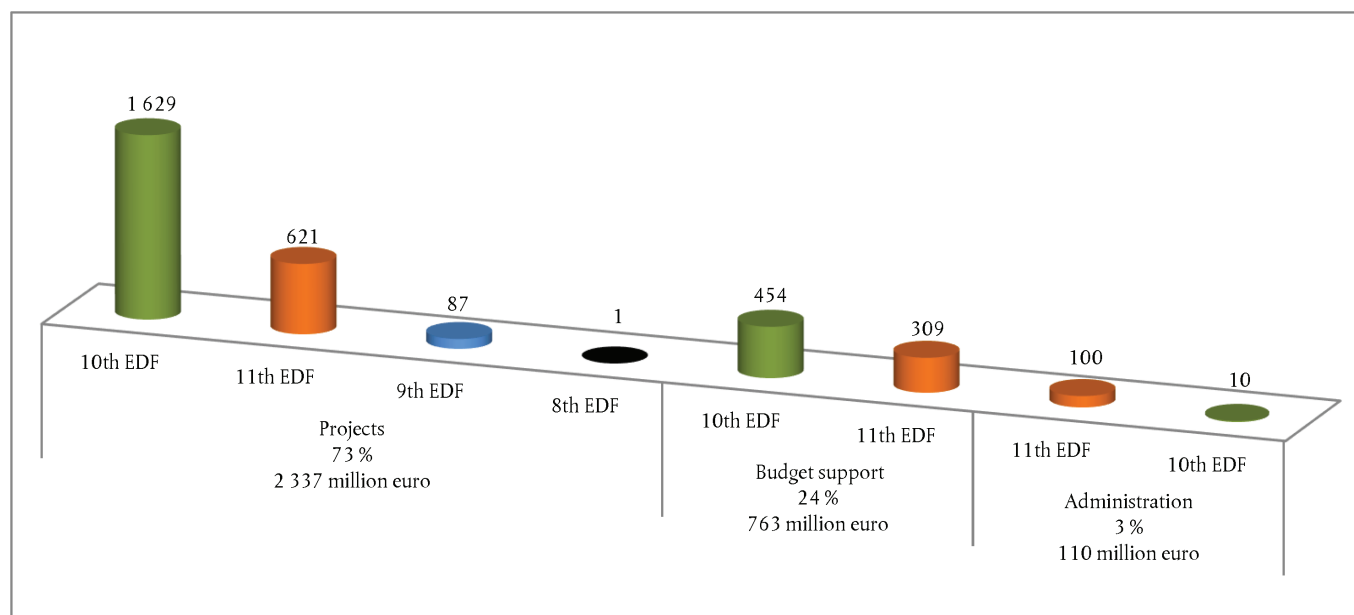 1 629
621
87
1
454
309
100
10
10th EDF
11th EDF
9th EDF
8th EDF
10th EDF
11th EDF
11th EDF
10th EDF
Projects
73 %
2 337 million euro
Budget support
24 %
763 million euro
Administration
3 %
110 million euro